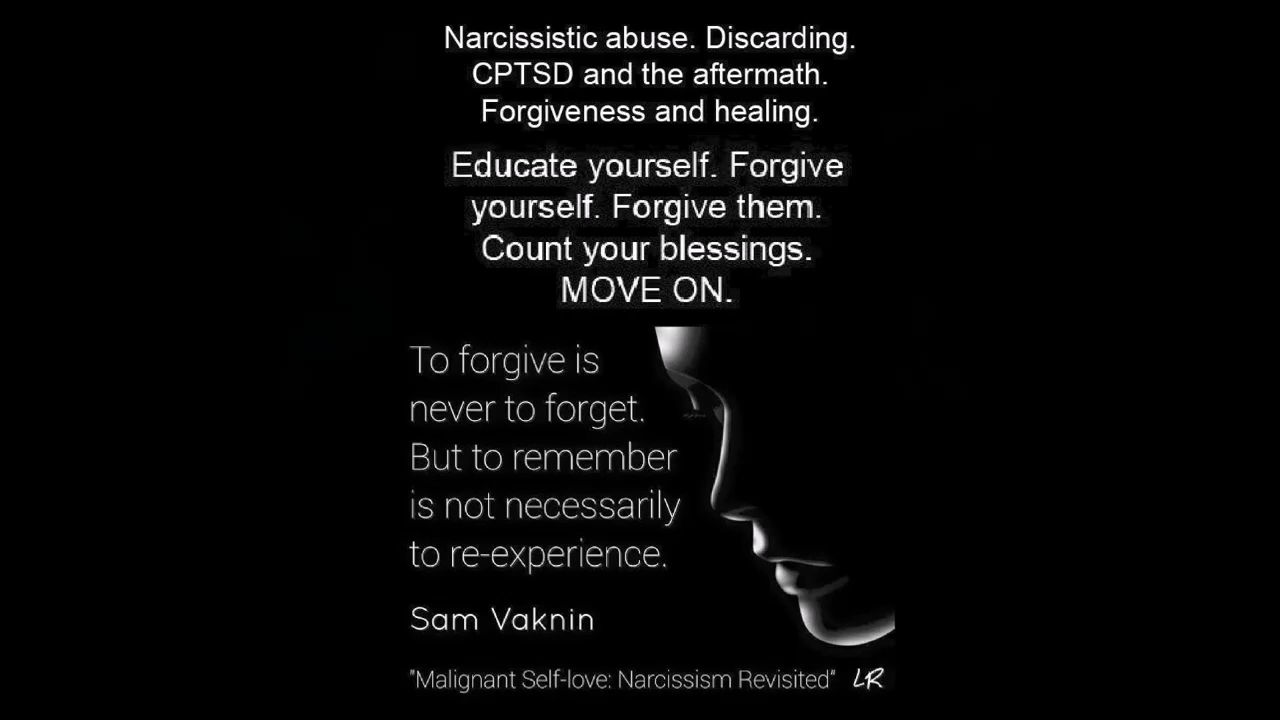 Narcissistic abuse. Discarding.
CPTSD and the aftermath.
Forgiveness and healing.
Educate yourself. Forgive
yourself. Forgive them.
Count your blessings.
MOVE ON.
To forgive is
never to forget.
But to remember
is not necessarily
to re-experience.
Sam Vaknin
"Malignant Self-love: Narcissism Revisited" LR